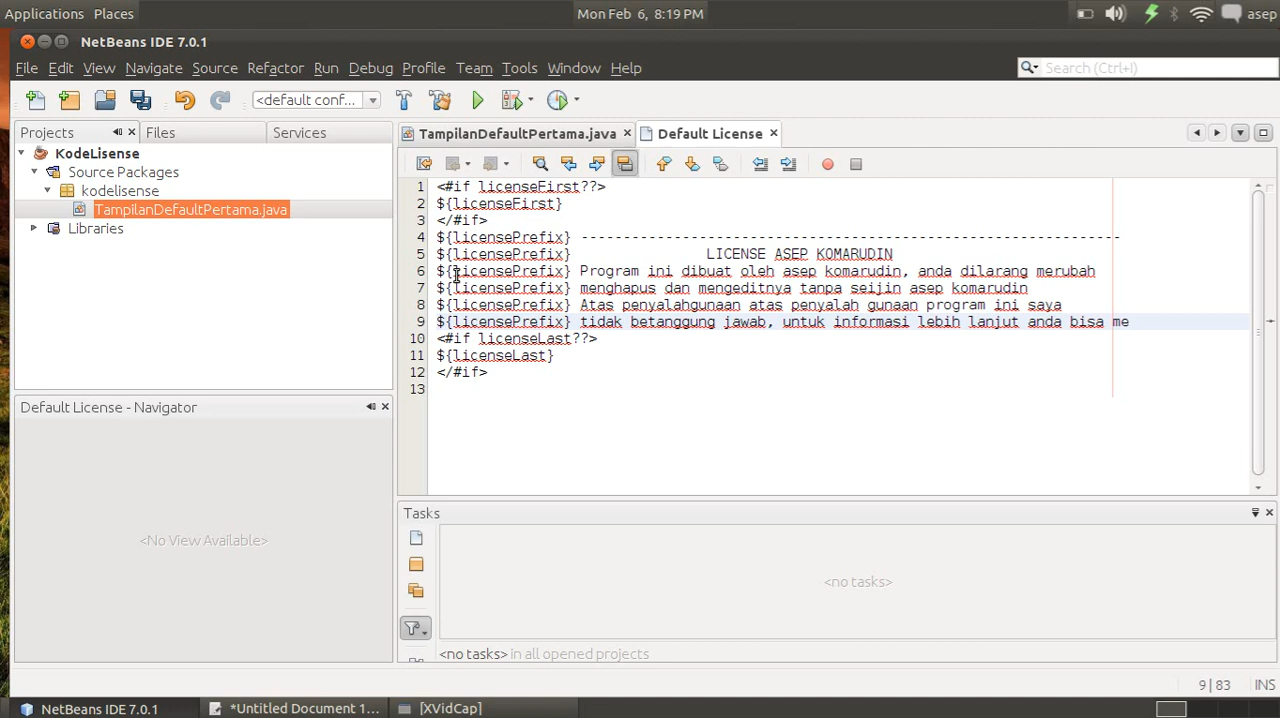 Applications Places Mon Feb 6, 8:19 PM asep
NetBeans IDE 7.0.1
File Edit View Navigate Source Refactor Run Debug Profile Team Tools Window Help Search (Ctrl+I)
<default conf...
Projects Files Services TampilanDefaultPertama.java Default License
KodeLisense
Source Packages
kodelisense
TampilanDefaultPertama.java
Libraries
1 <#if licenseFirst??>
2 ${licenseFirst}
3 </#if>
4 ${licensePrefix} ----------------------------------------------------------------
5 ${licensePrefix} LICENSE ASEP KOMARUDIN
6 ${licensePrefix} Program ini dibuat oleh asep komarudin, anda dilarang merubah
7 ${licensePrefix} menghapus dan mengeditnya tanpa seijin asep komarudin
8 ${licensePrefix} Atas penyalahgunaan atas penyalah gunaan program ini saya
9 ${licensePrefix} tidak betanggung jawab, untuk informasi lebih lanjut anda bisa me
10 <#if licenseLast??>
11 ${licenseLast}
12 </#if>
13
Default License - Navigator
<No View Available>
Tasks
<no tasks>
<no tasks> in all opened projects
9 | 83 INS
NetBeans IDE 7.0.1 *Untitled Document 1... [XVidCap]